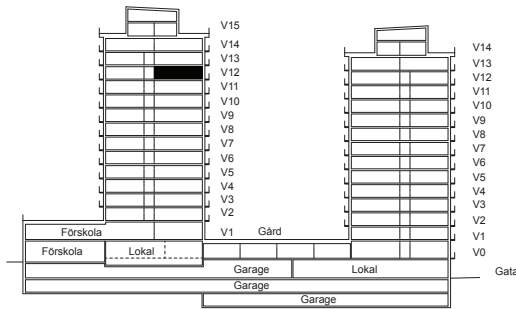 V15
V14
V13
V12
V11
V10
V9
V8
V7
V6
V5
V4
V3
V2
V1
V14
V13
V12
V11
V10
V9
V8
V7
V6
V5
V4
V3
V2
V1
V0
Förskola
Gård
Förskola
Lokal
Garage
Lokal
Gata
Garage
Garage